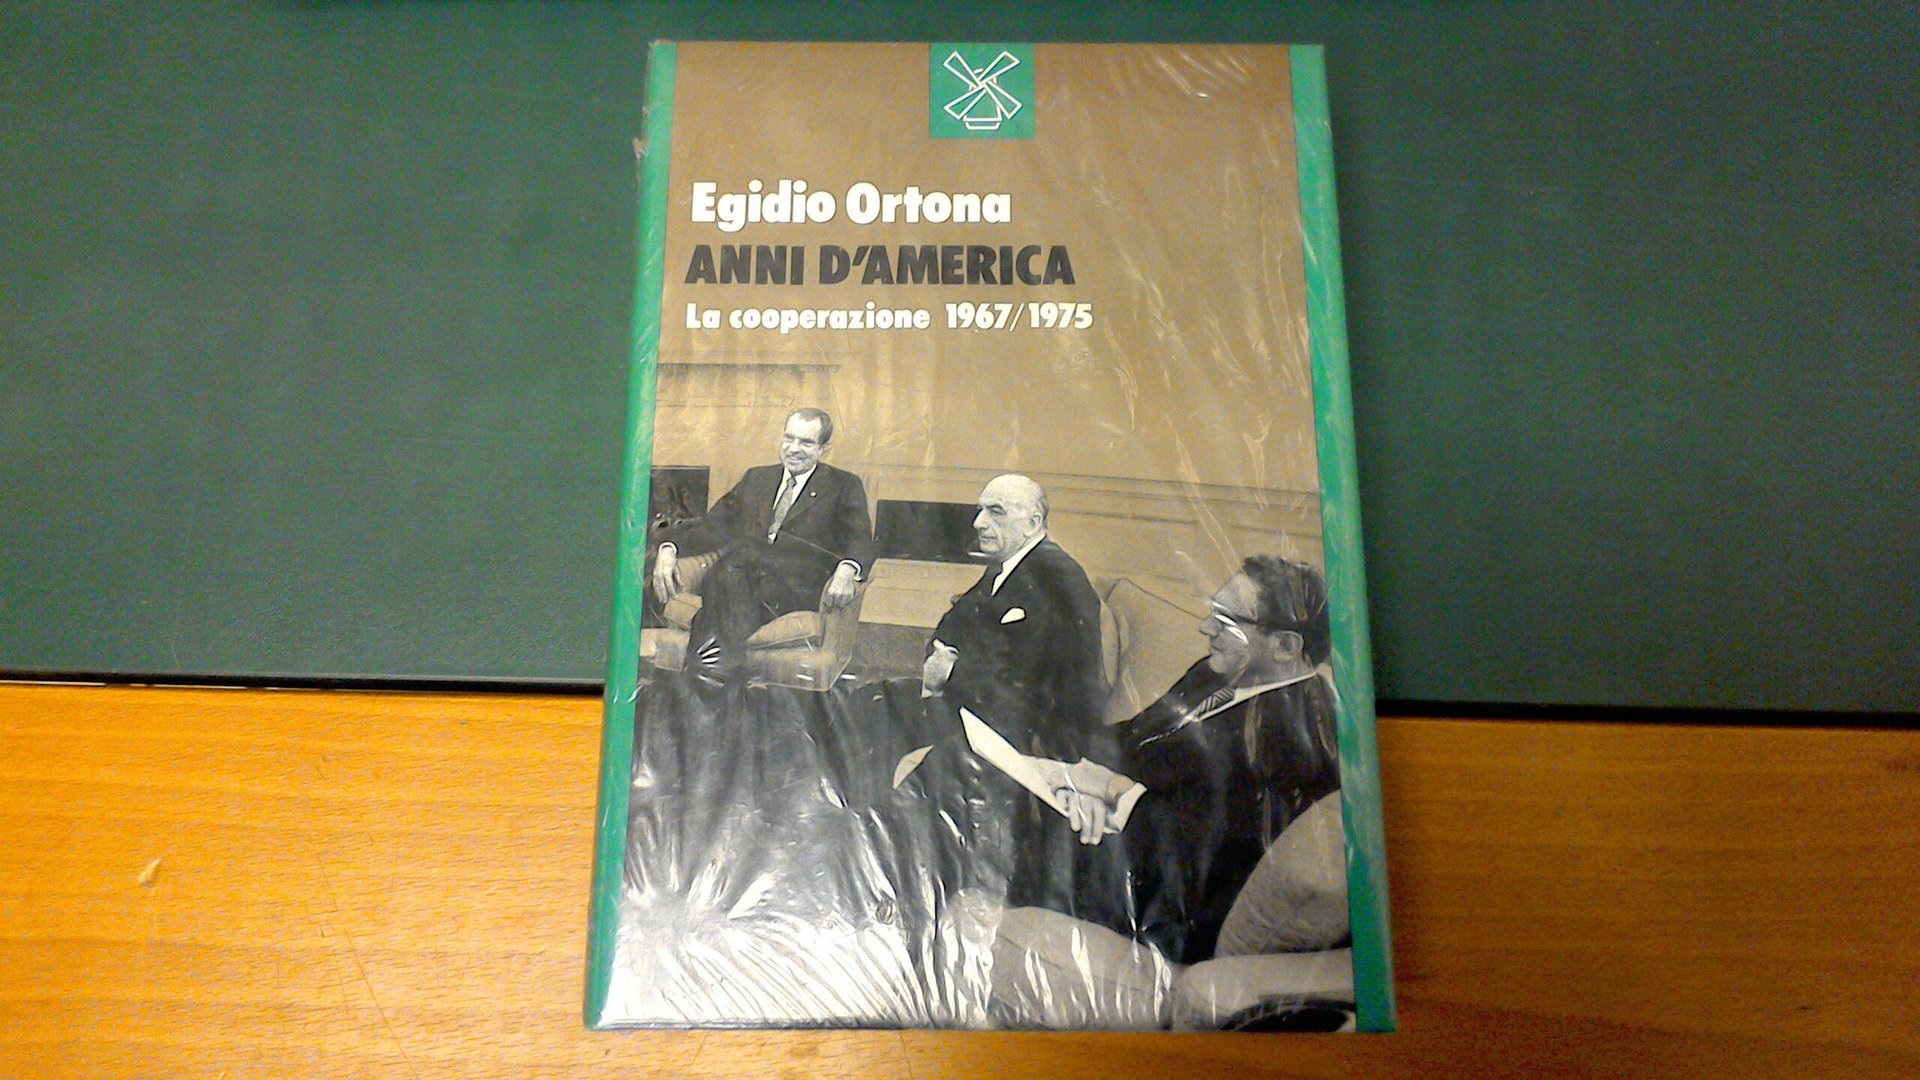 Egidio Ortona
ANNI D'AMERICA
La cooperazione 1967/1975